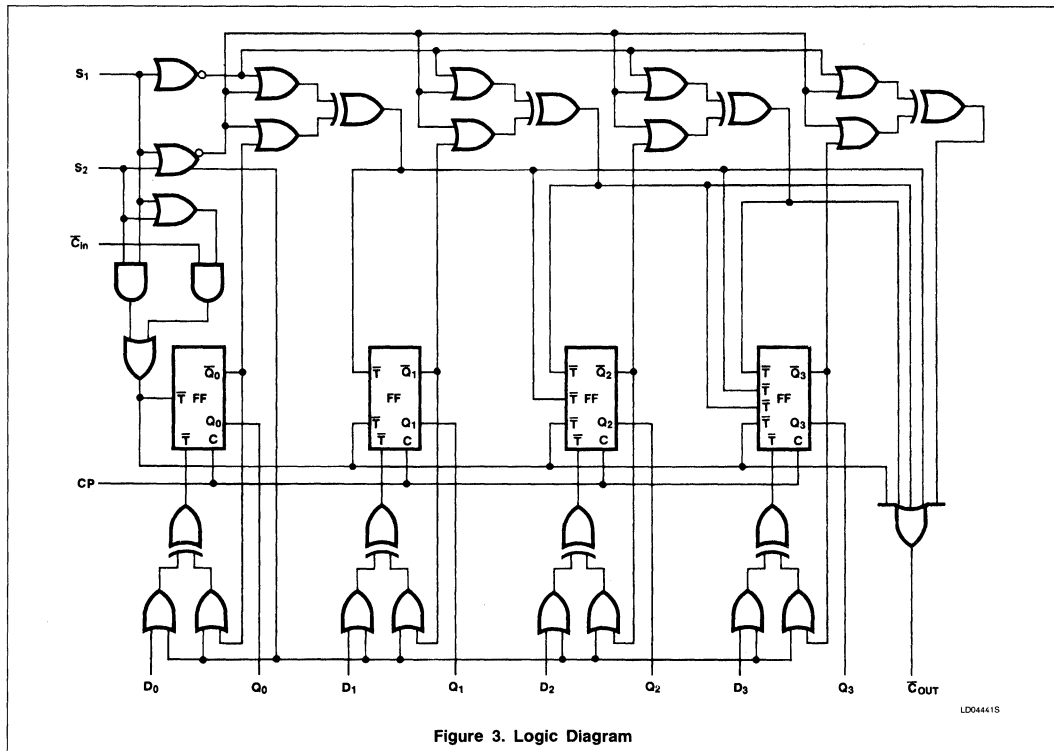 S1
S2
C̅in
Q̅0
T̅ FF
Q0
T̅ C
T̅ Q̅1
FF
T̅ Q1
T̅ C
T̅ Q̅2
T̅ FF
T̅ Q2
T̅ C
T̅ Q̅3
T̅
T̅ FF
T̅ Q3
T̅ C
CP
D0 Q0 D1 Q1 D2 Q2 D3 Q3 C̅OUT
LD04441S
Figure 3. Logic Diagram